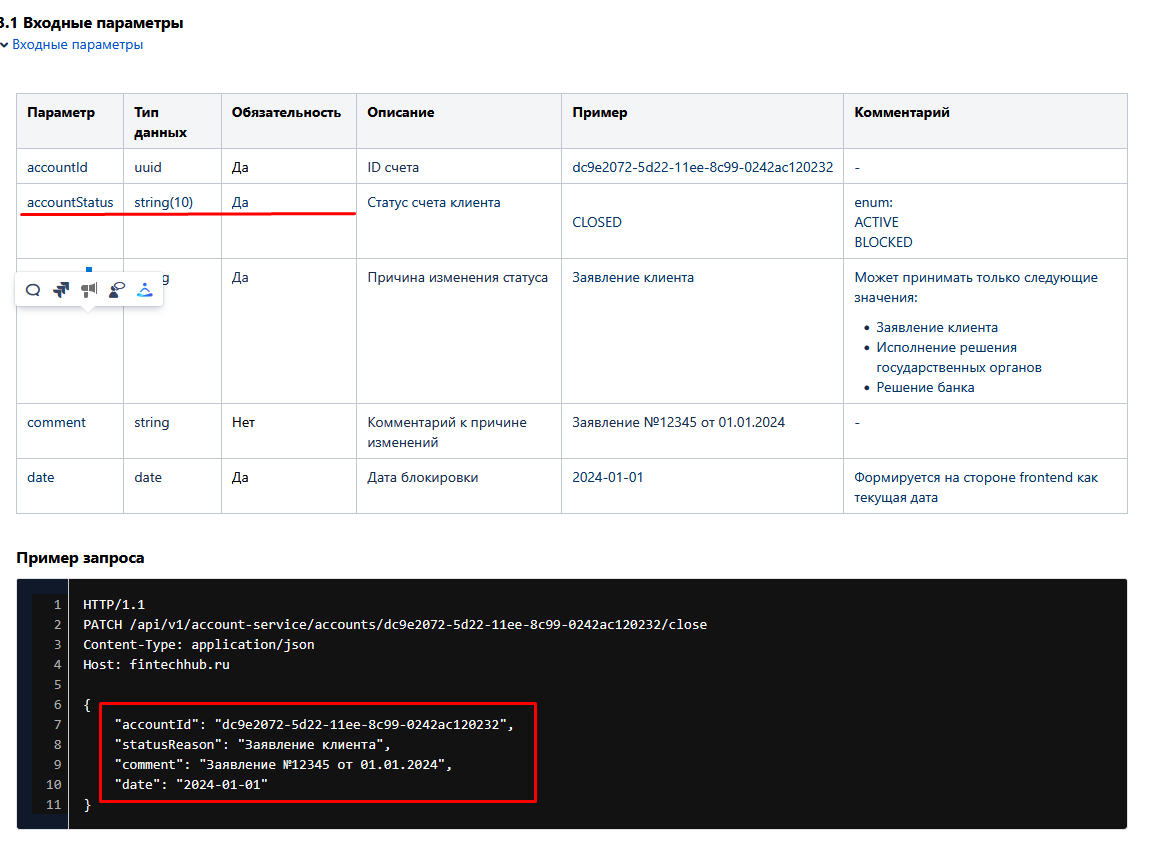 3.1 Входные параметры
Входные параметры
Параметр Тип данных Обязательность Описание Пример Комментарий
accountId uuid Да ID счета dc9e2072-5d22-11ee-8c99-0242ac120232 -
accountStatus string(10) Да Статус счета клиента CLOSED enum:
ACTIVE
BLOCKED
g Да Причина изменения статуса Заявление клиента Может принимать только следующие
значения:
Заявление клиента
Исполнение решения
государственных органов
Решение банка
comment string Нет Комментарий к причине
изменений Заявление №12345 от 01.01.2024 -
date date Да Дата блокировки 2024-01-01 Формируется на стороне frontend как
текущая дата
Пример запроса
1 HTTP/1.1
2 PATCH /api/v1/account-service/accounts/dc9e2072-5d22-11ee-8c99-0242ac120232/close
3 Content-Type: application/json
4 Host: fintechhub.ru
5
6 {
7 "accountId": "dc9e2072-5d22-11ee-8c99-0242ac120232",
8 "statusReason": "Заявление клиента",
9 "comment": "Заявление №12345 от 01.01.2024",
10 "date": "2024-01-01"
11 }